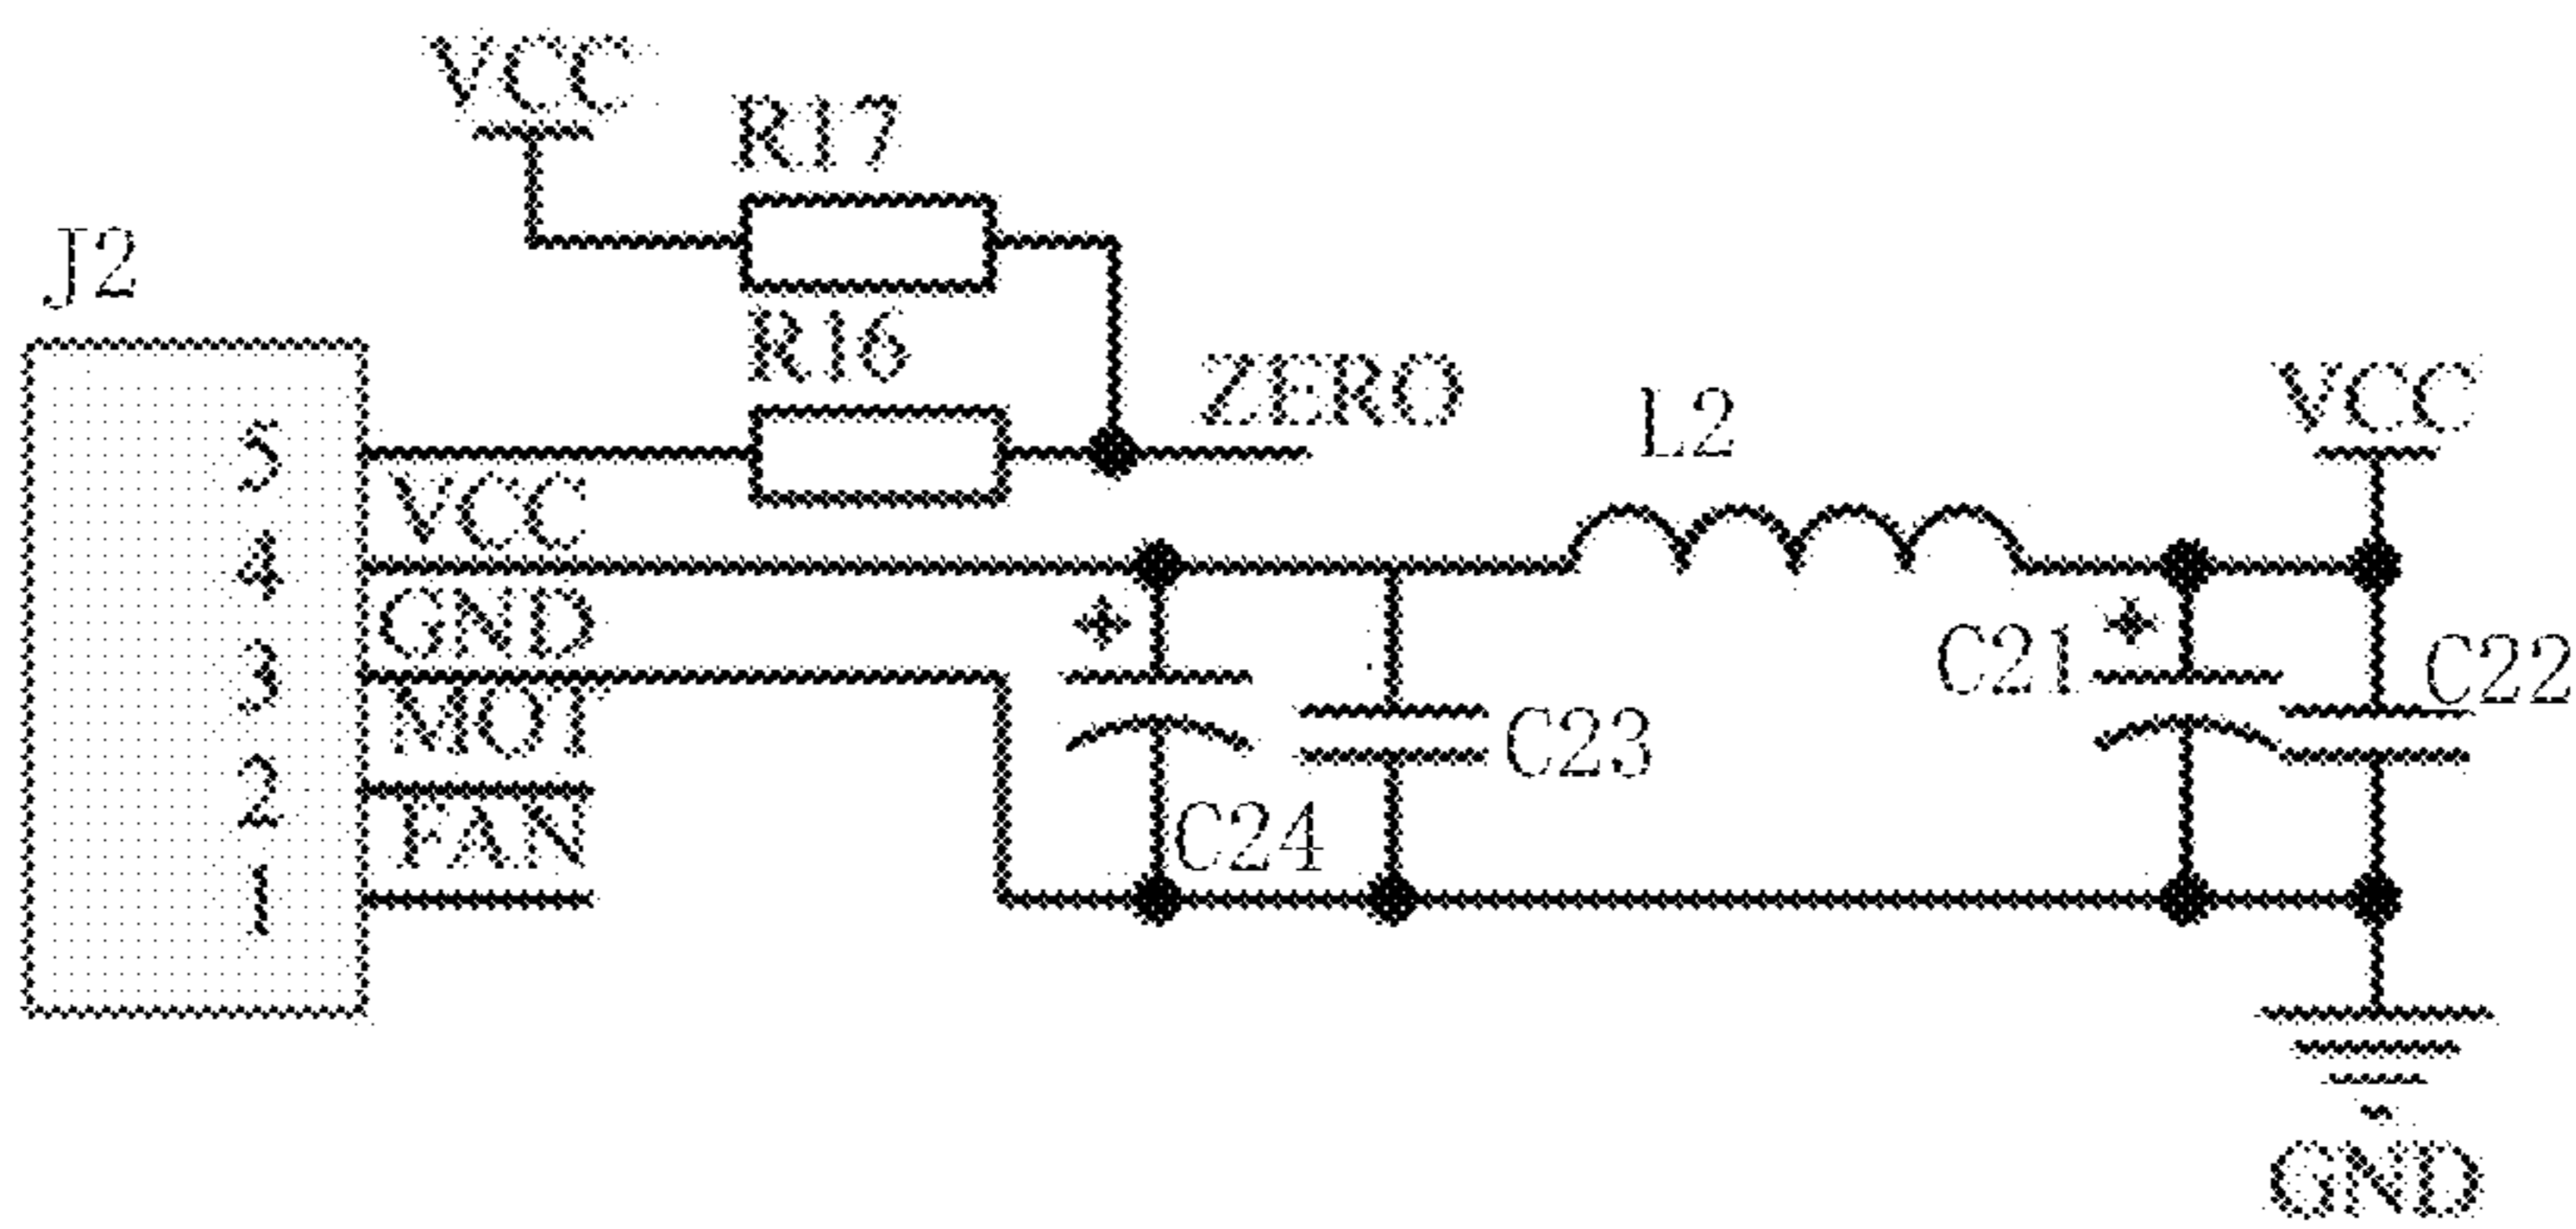 VCC
R17
J2
R16
ZERO
L2
VCC
5
VCC
4
GND
3
MOT
2
FAN
1
C21
C22
C23
C24
GND